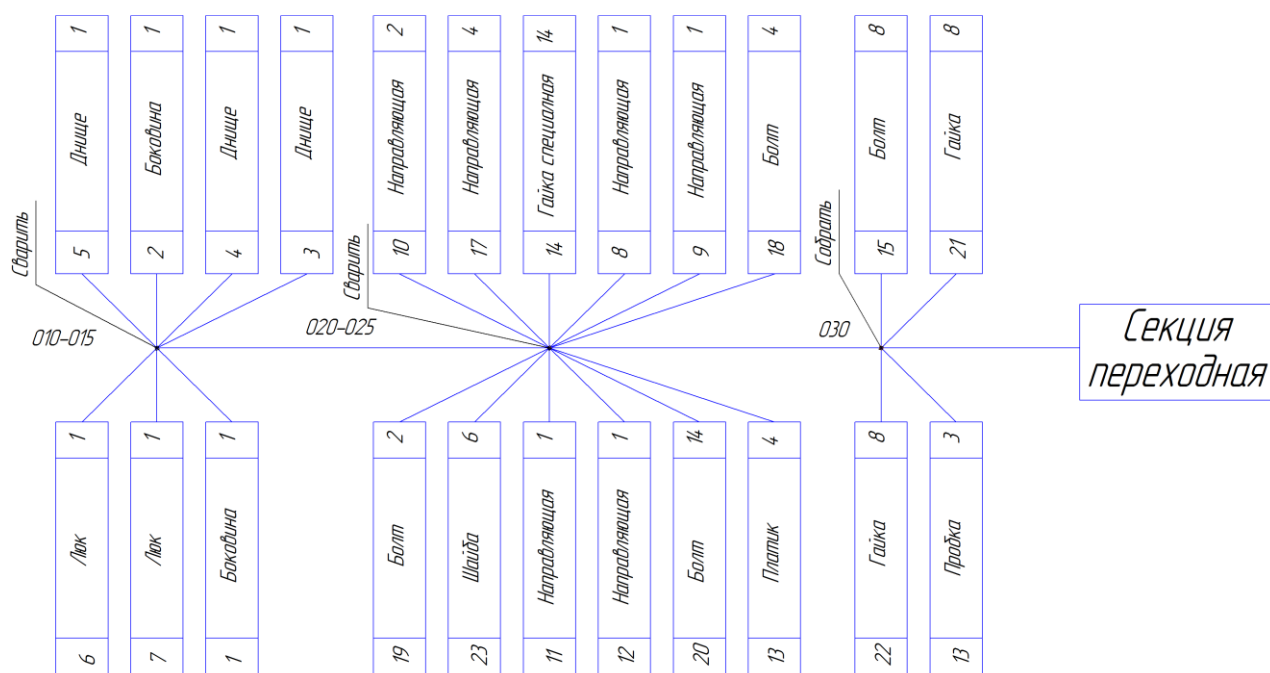 1
Днище
5
1
Боковина
2
1
Днище
4
1
Днище
3
2
Направляющая
10
4
Направляющая
17
14
Гайка специалная
14
1
Направляющая
8
1
Направляющая
9
4
Болт
18
8
Болт
15
8
Гайка
21
Сварить
010-015
Сварить
020-025
Собрать
030
Секция
переходная
1
Люк
6
1
Люк
7
1
Боковина
1
2
Болт
19
6
Шайба
23
1
Направляющая
11
1
Направляющая
12
14
Болт
20
4
Платик
13
8
Гайка
22
3
Пробка
13